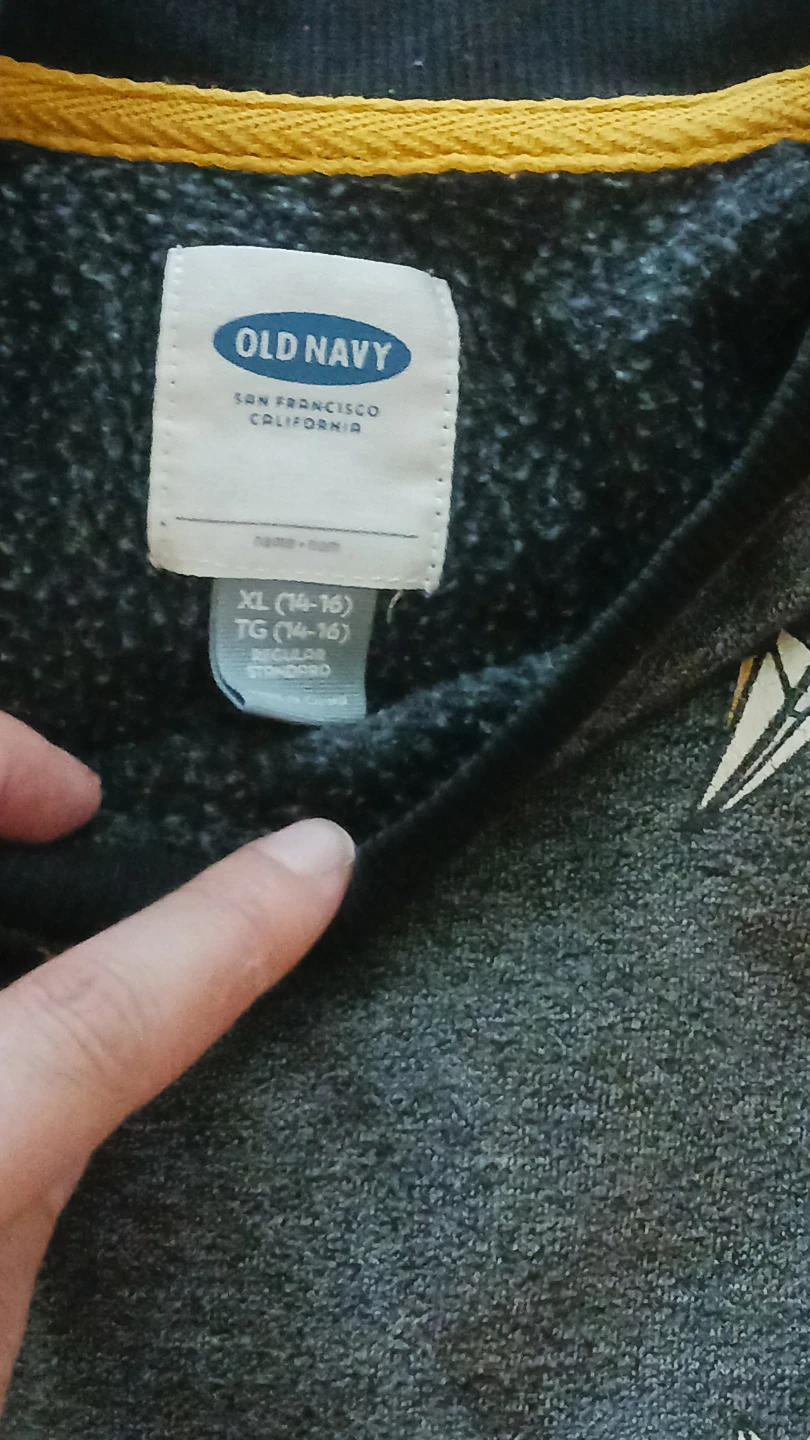 OLD NAVY
SAN FRANCISCO
CALIFORNIA
name • nom
XL (14-16)
TG (14-16)
REGULAR
STANDARD